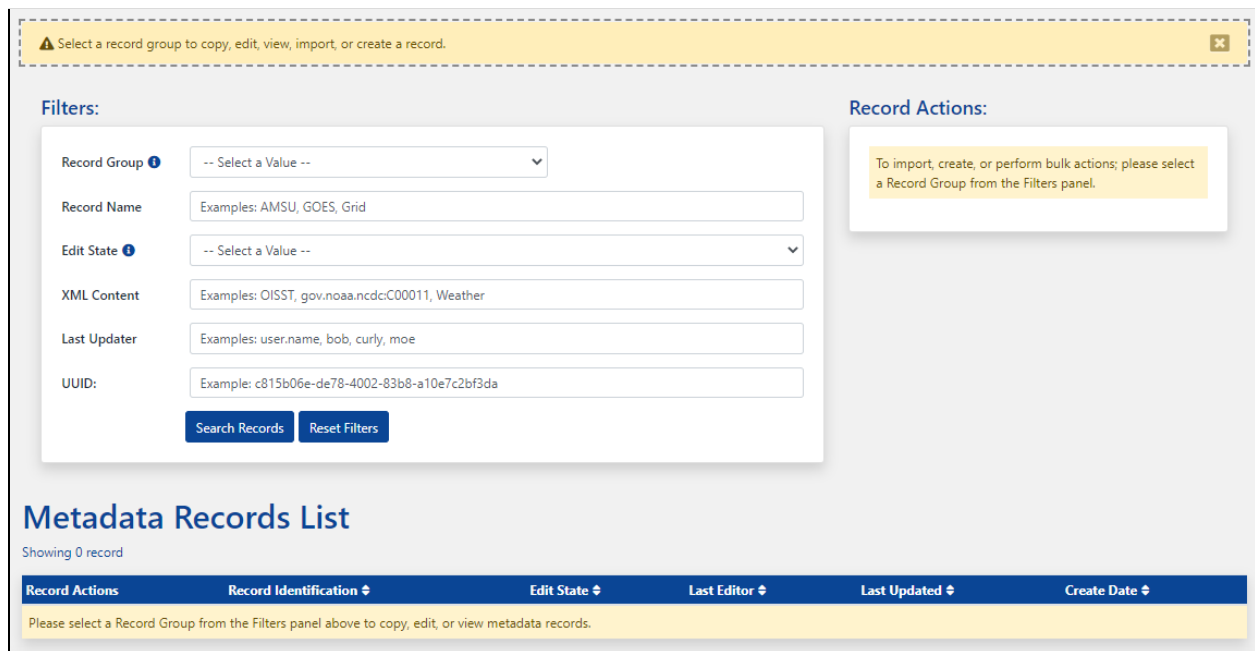 Select a record group to copy, edit, view, import, or create a record.
Filters:
Record Group
-- Select a Value --
Record Name
Examples: AMSU, GOES, Grid
Edit State
-- Select a Value --
XML Content
Examples: OISST, gov.noaa.ncdc:C00011, Weather
Last Updater
Examples: user.name, bob, curly, moe
UUID:
Example: c815b06e-de78-4002-83b8-a10e7c2bf3da
Search Records
Reset Filters
Record Actions:
To import, create, or perform bulk actions; please select
a Record Group from the Filters panel.
Metadata Records List
Showing 0 record
Record Actions Record Identification Edit State Last Editor Last Updated Create Date
Please select a Record Group from the Filters panel above to copy, edit, or view metadata records.